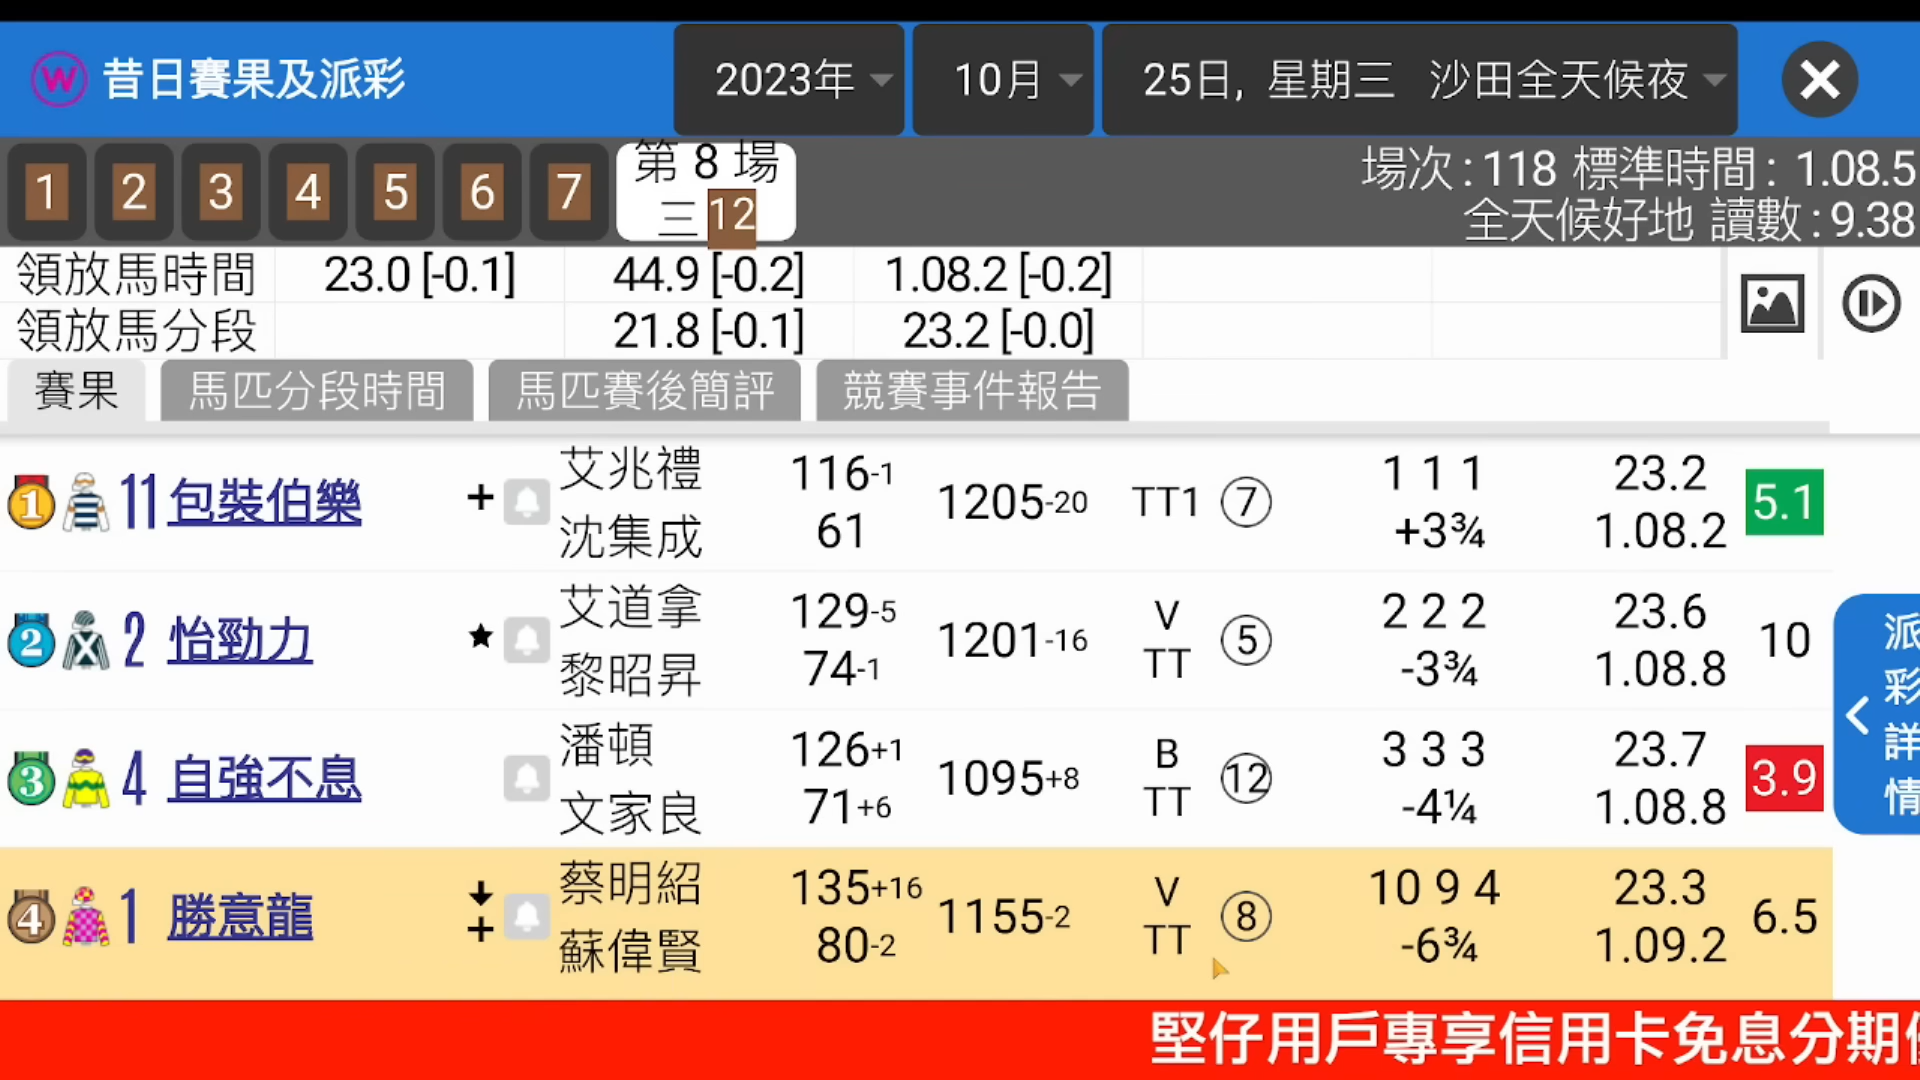 W 昔日賽果及派彩 2023年 10月 25日, 星期三 沙田全天候夜
1 2 3 4 5 6 7 第 8 場
三 12
場次:118 標準時間: 1.08.5
全天候好地 讀數:9.38
領放馬時間 23.0 [-0.1] 44.9 [-0.2] 1.08.2 [-0.2]
領放馬分段 21.8 [-0.1] 23.2 [-0.0]
賽果 馬匹分段時間 馬匹賽後簡評 競賽事件報告
1 11 包裝伯樂 + 艾兆禮 116-1 1205-20 TT1 7 1 1 1 23.2 5.1
沈集成 61 +3¾ 1.08.2
2 2 怡勁力 ★ 艾道拿 129-5 1201-16 V 5 2 2 2 23.6 10
黎昭昇 74-1 TT -3¾ 1.08.8
3 4 自強不息 潘頓 126+1 1095+8 B 12 3 3 3 23.7 3.9
文家良 71+6 TT -4¼ 1.08.8
4 1 勝意龍 ↓ 蔡明紹 135+16 1155-2 V 8 10 9 4 23.3 6.5
+ 蘇偉賢 80-2 TT -6¾ 1.09.2
派
彩
詳
情
堅仔用戶專享信用卡免息分期